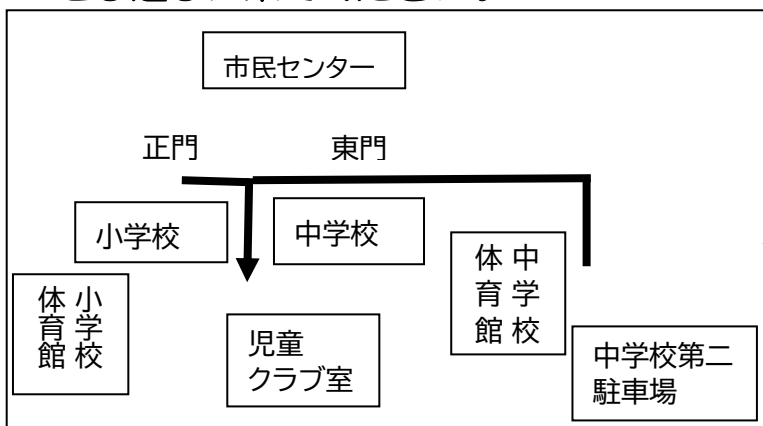 市民センター
正門
東門
小学校
中学校
中学校
体育館
小学校
体育館
児童
クラブ室
中学校第二
駐車場